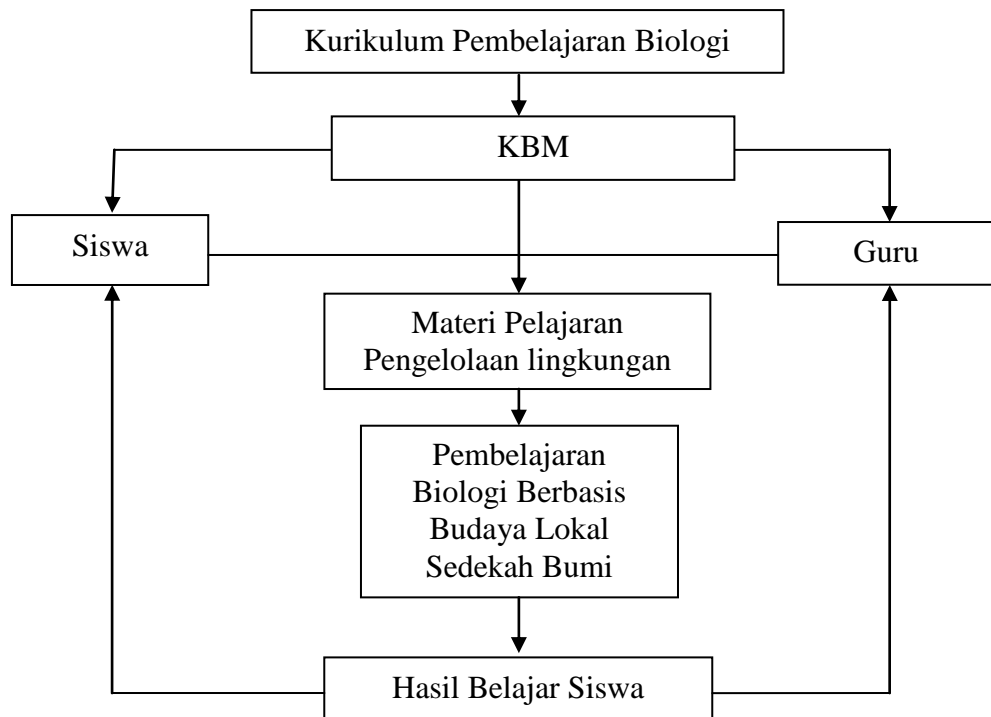 Kurikulum Pembelajaran Biologi
KBM
Siswa
Guru
Materi Pelajaran
Pengelolaan lingkungan
Pembelajaran
Biologi Berbasis
Budaya Lokal
Sedekah Bumi
Hasil Belajar Siswa